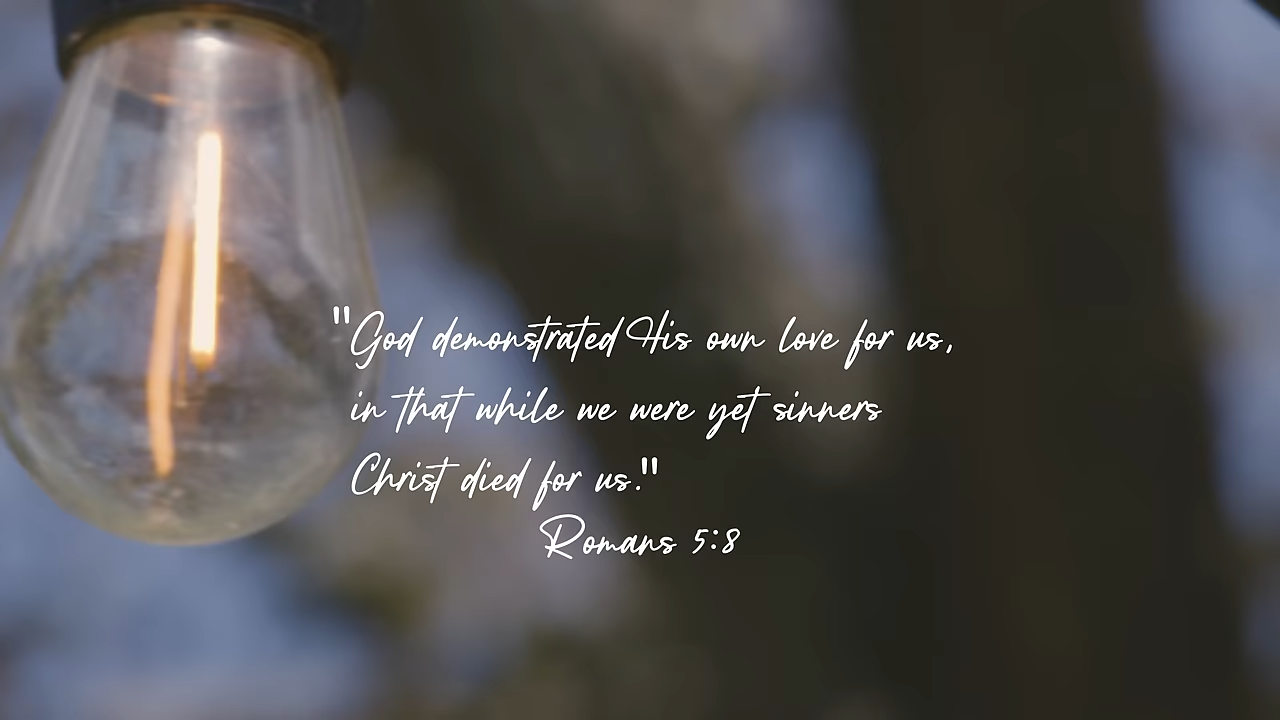 "God demonstrated His own love for us,
in that while we were yet sinners
Christ died for us."
Romans 5:8